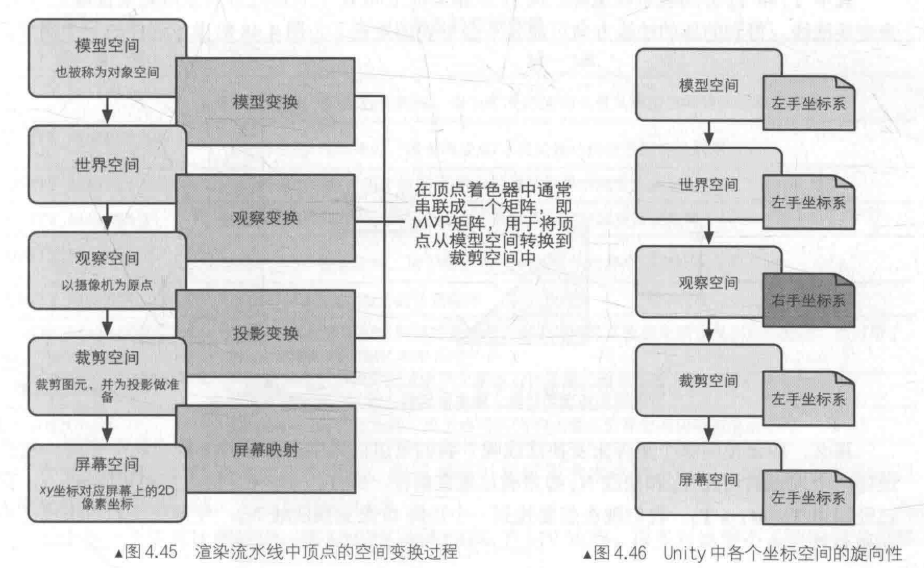 模型空间
也被称为对象空间
模型变换
世界空间
观察变换
观察空间
以摄像机为原点
投影变换
裁剪空间
裁剪图元，并为投影做准
备
屏幕映射
屏幕空间
xy坐标对应屏幕上的2D
像素坐标
在顶点着色器中通常
串联成一个矩阵，即
MVP矩阵，用于将顶
点从模型空间转换到
裁剪空间中
▲图 4.45 渲染流水线中顶点的空间变换过程
模型空间
左手坐标系
世界空间
左手坐标系
观察空间
右手坐标系
裁剪空间
左手坐标系
屏幕空间
左手坐标系
▲图 4.46 Unity 中各个坐标空间的旋向性